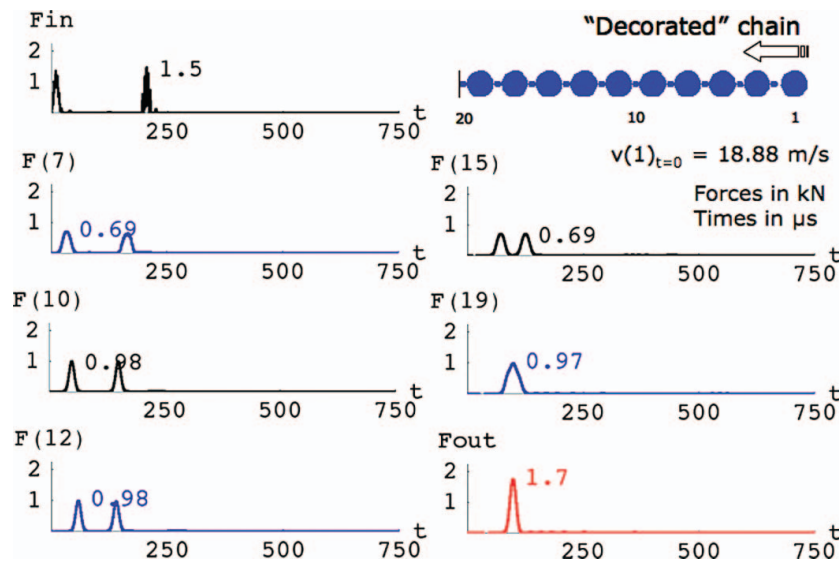 Fin
2
1
1.5
t
250 500 750
"Decorated" chain
20 10 1
v(1)t=0 = 18.88 m/s
Forces in kN
Times in µs
F(7)
2
1
0.69
t
250 500 750
F(15)
2
1
0.69
t
250 500 750
F(10)
2
1
0.98
t
250 500 750
F(19)
2
1
0.97
t
250 500 750
F(12)
2
1
0.98
t
250 500 750
Fout
2
1
1.7
t
250 500 750